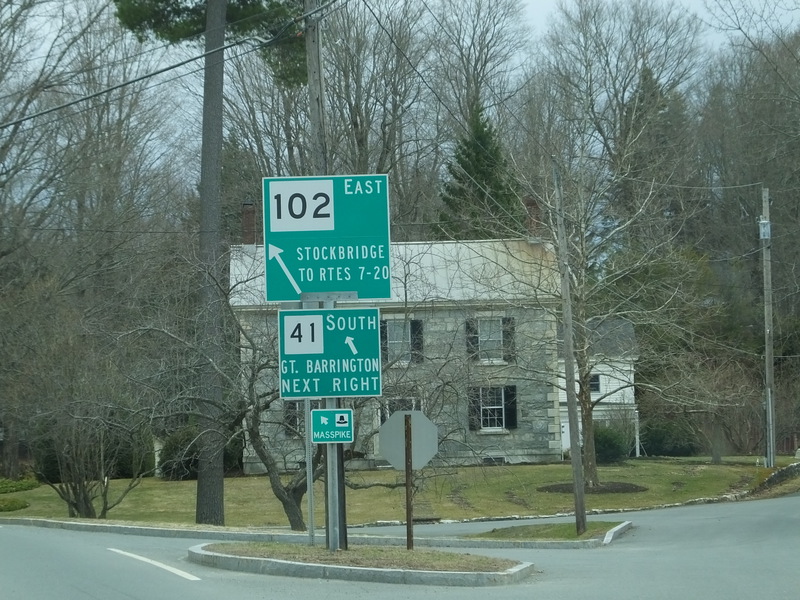 EAST
102
STOCKBRIDGE
TO RTES 7-20
41 SOUTH
GT. BARRINGTON
NEXT RIGHT
MASSPIKE